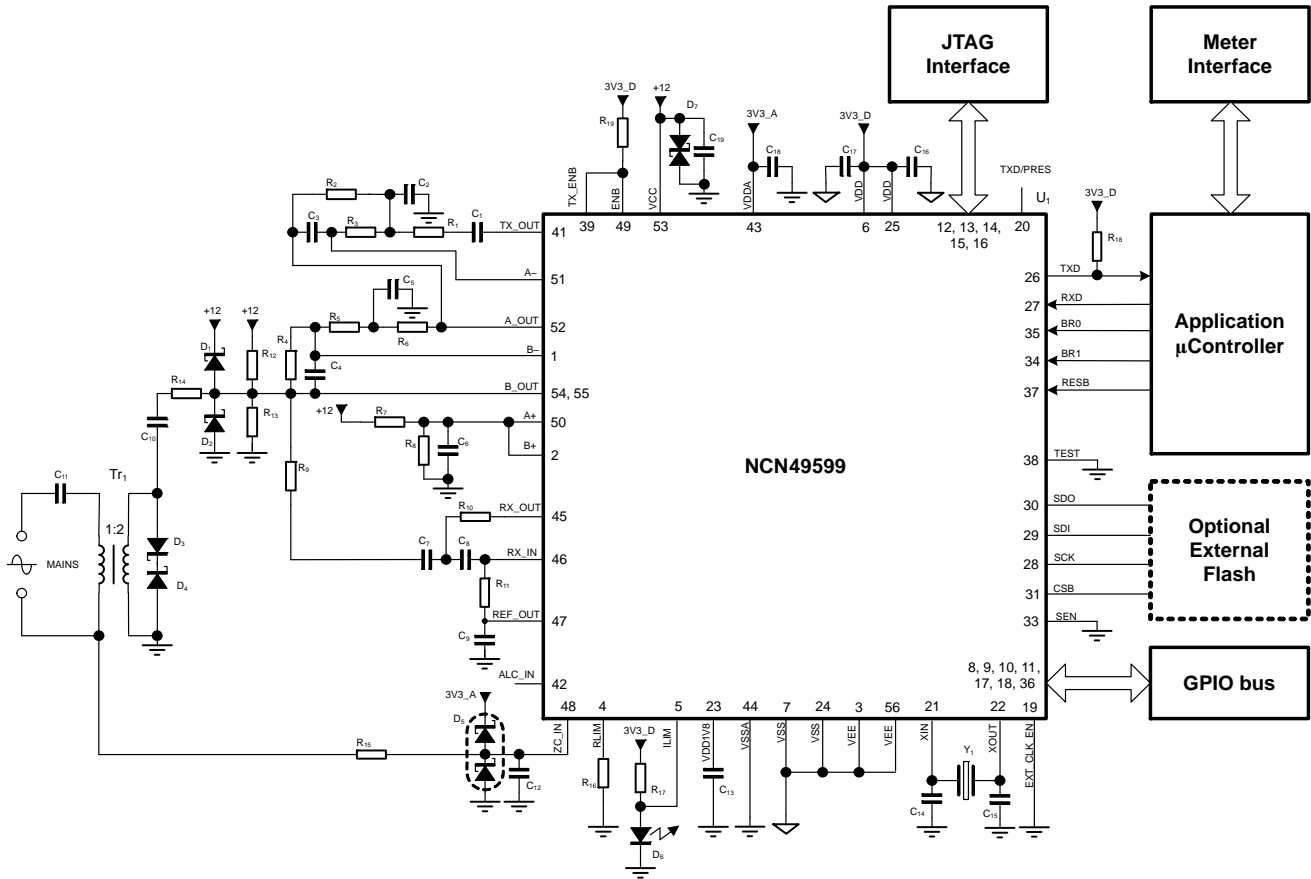 JTAG
Interface
Meter
Interface
3V3_D
+12
D7
R19
C19
3V3_A
C18
3V3_D
C17
C16
TXD/PRES
U1
TX_ENB
ENB
VCC
VDDA
VDD
VDD
39
49
53
43
6
25
12, 13, 14,
15, 16
20
R2
C2
C3
R3
R1
C1
TX_OUT
41
A–
51
C5
R5
R6
A_OUT
52
+12
+12
D1
R12
R4
B–
1
C4
R14
B_OUT
54, 55
D2
R13
C10
+12
R7
A+
50
R8
C6
B+
2
R9
C11
Tr1
1:2
R10
RX_OUT
45
C7
C8
RX_IN
46
D3
D4
MAINS
R11
REF_OUT
47
C9
ALC_IN
42
3V3_A
D5
R15
C12
NCN49599
3V3_D
R18
26
TXD
27
RXD
35
BR0
34
BR1
37
RESB
Application
μController
38
TEST
30
SDO
29
SDI
28
SCK
31
CSB
33
SEN
Optional
External
Flash
8, 9, 10, 11,
17, 18, 36
GPIO bus
48
4
5
23
44
7
24
3
56
21
22
19
ZC_IN
RLIM
ILIM
VDD1V8
VSSA
VSS
VSS
VEE
VEE
XIN
XOUT
EXT_CLK_EN
3V3_D
R16
R17
C13
D6
Y1
C14
C15